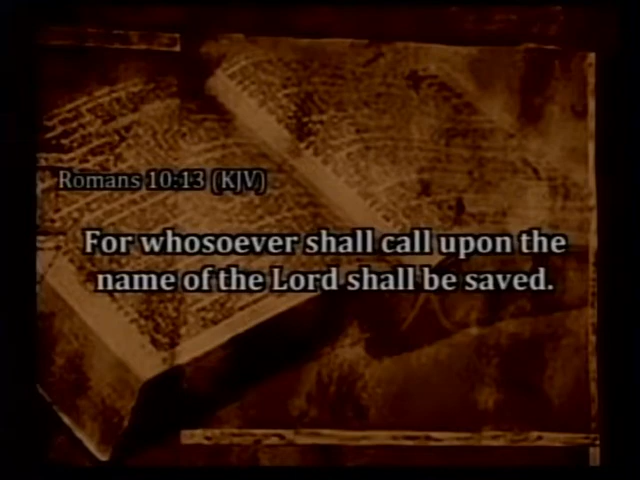 Romans 10:13 (KJV)
For whosoever shall call upon the
name of the Lord shall be saved.